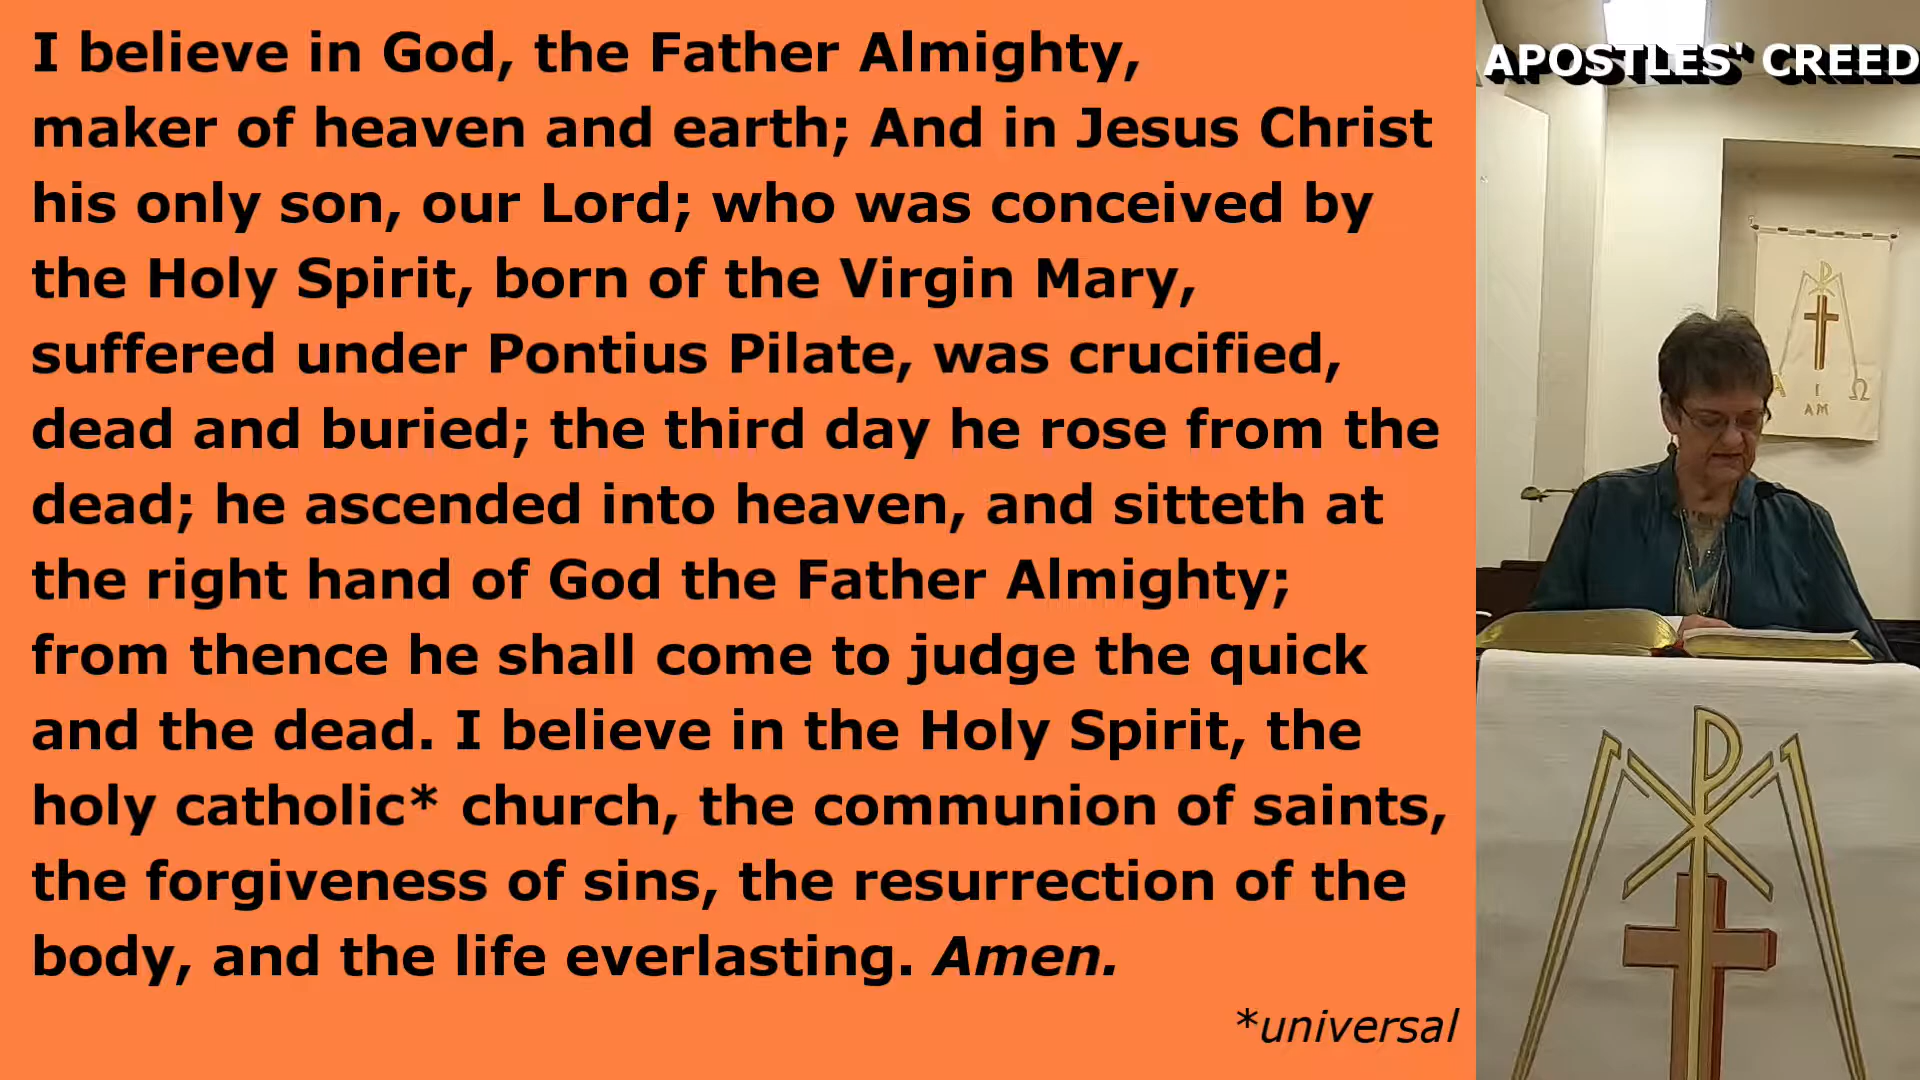 I believe in God, the Father Almighty,
maker of heaven and earth; And in Jesus Christ
his only son, our Lord; who was conceived by
the Holy Spirit, born of the Virgin Mary,
suffered under Pontius Pilate, was crucified,
dead and buried; the third day he rose from the
dead; he ascended into heaven, and sitteth at
the right hand of God the Father Almighty;
from thence he shall come to judge the quick
and the dead. I believe in the Holy Spirit, the
holy catholic* church, the communion of saints,
the forgiveness of sins, the resurrection of the
body, and the life everlasting. Amen.
*universal
APOSTLES' CREED
A I Ω
AM